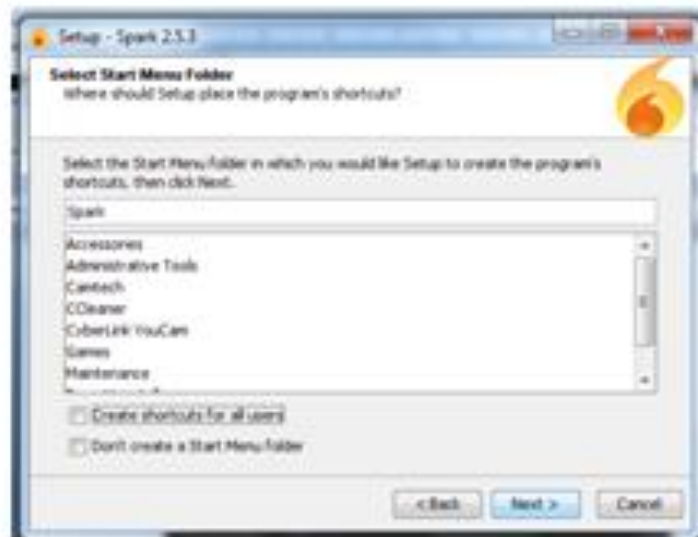 Setup - Spark 2.5.3
Select Start Menu Folder
Where should Setup place the program's shortcuts?
Select the Start Menu folder in which you would like Setup to create the program's
shortcuts, then click Next.
Spark
Accessories
Administrative Tools
Camtech
CCleaner
CyberLink YouCam
Games
Maintenance
Create shortcuts for all users
Don't create a Start Menu folder
< Back
Next >
Cancel